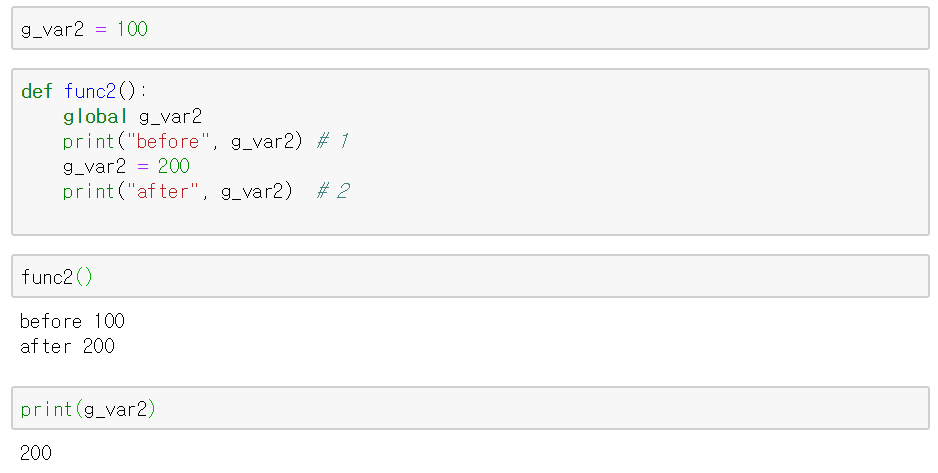 g_var2 = 100
def func2():
    global g_var2
    print("before", g_var2) # 1
    g_var2 = 200
    print("after", g_var2)  # 2
func2()
before 100
after 200
print(g_var2)
200